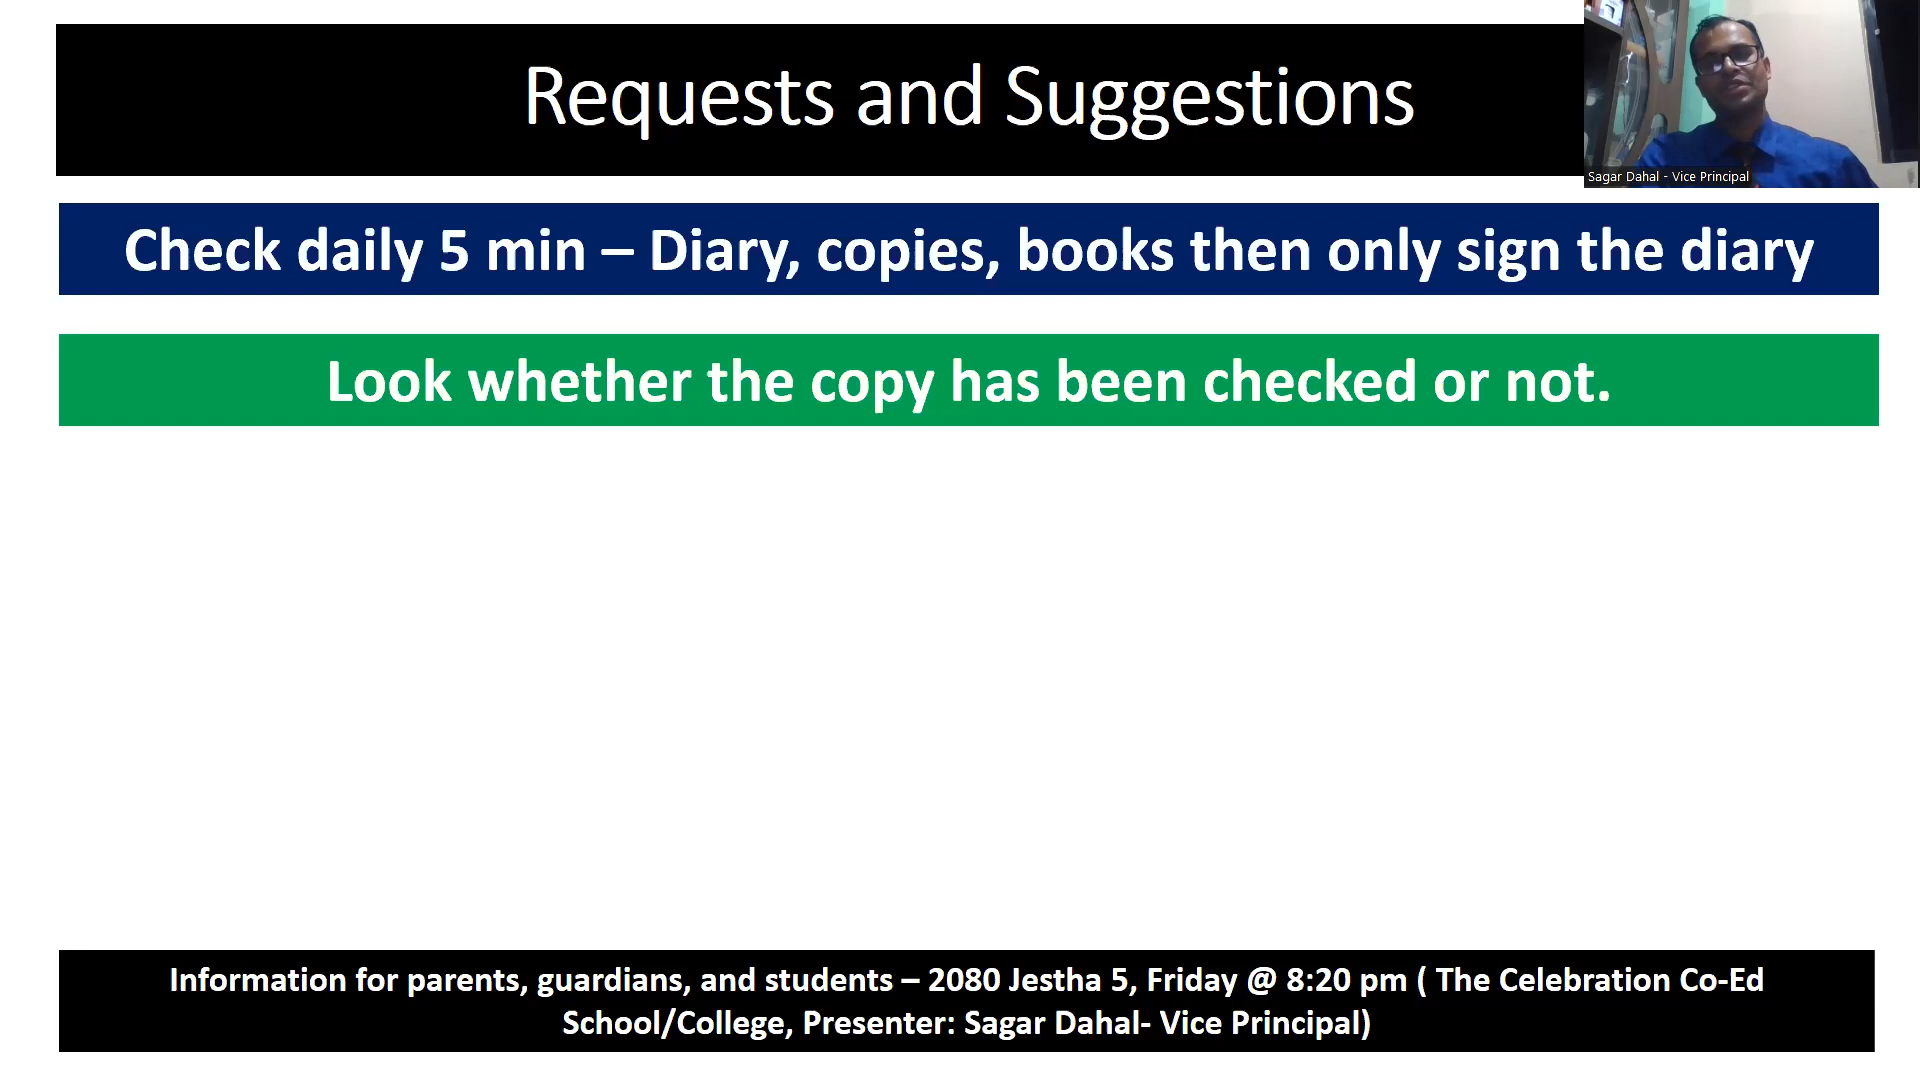 Requests and Suggestions
Sagar Dahal - Vice Principal
Check daily 5 min – Diary, copies, books then only sign the diary
Look whether the copy has been checked or not.
Information for parents, guardians, and students – 2080 Jestha 5, Friday @ 8:20 pm ( The Celebration Co-Ed
School/College, Presenter: Sagar Dahal- Vice Principal)